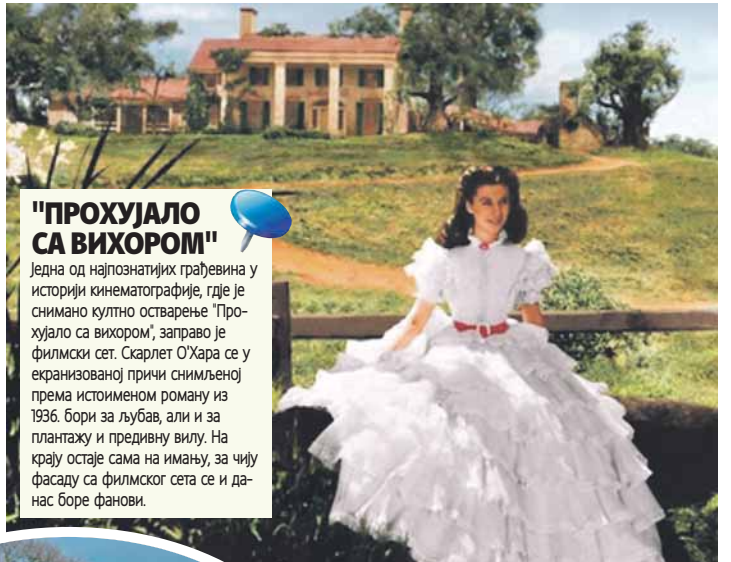 "ПРОХУЈАЛО
СА ВИХОРОМ"
Једна од најпознатијих грађевина у
историји кинематографије, гдје је
снимано култно остварење "Про-
хујало са вихором", заправо је
филмски сет. Скарлет О'Хара се у
екранизованој причи снимљеној
према истоименом роману из
1936. бори за љубав, али и за
плантажу и предивну вилу. На
крају остаје сама на имању, за чију
фасаду са филмског сета се и да-
нас боре фанови.